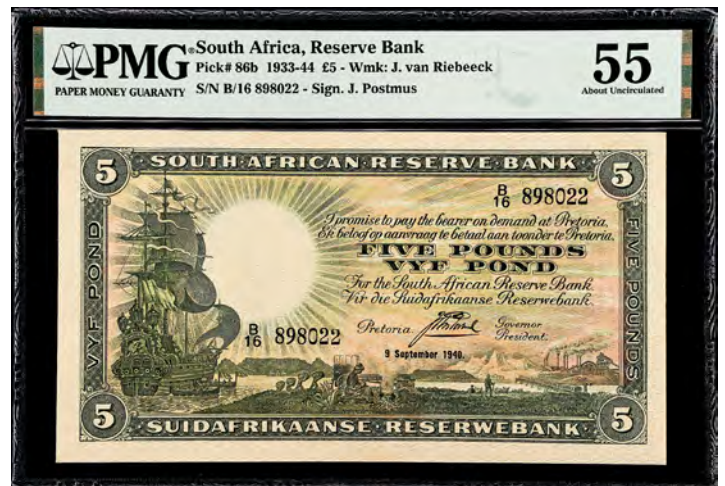 PMG
PAPER MONEY GUARANTY
South Africa, Reserve Bank
Pick# 86b 1933-44 £5 - Wmk: J. van Riebeeck
S/N B/16 898022 - Sign. J. Postmus
55
About Uncirculated
5 SOUTH·AFRICAN·RESERVE·BANK 5
B/16 898022
I promise to pay the bearer on demand at Pretoria.
Ek beloof op aanvraag te betaal aan toonder te Pretoria.
FIVE POUNDS
VYF POND
For the South African Reserve Bank
Vir die Suidafrikaanse Reserwebank.
VYF POND
FIVE POUNDS
B/16 898022
Pretoria
Governor
President.
9 September 1940.
5 SUIDAFRIKAANSE·RESERWEBANK 5